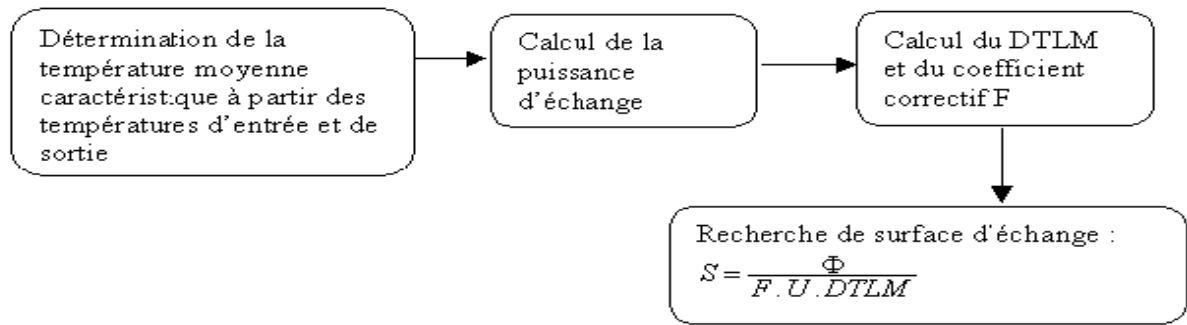 Détermination de la
température moyenne
caractérist:que à partir des
températures d'entrée et de
sortie
Calcul de la
puissance
d'échange
Calcul du DTLM
et du coefficient
correctif F
Recherche de surface d'échange :
S = Φ / F . U . DTLM